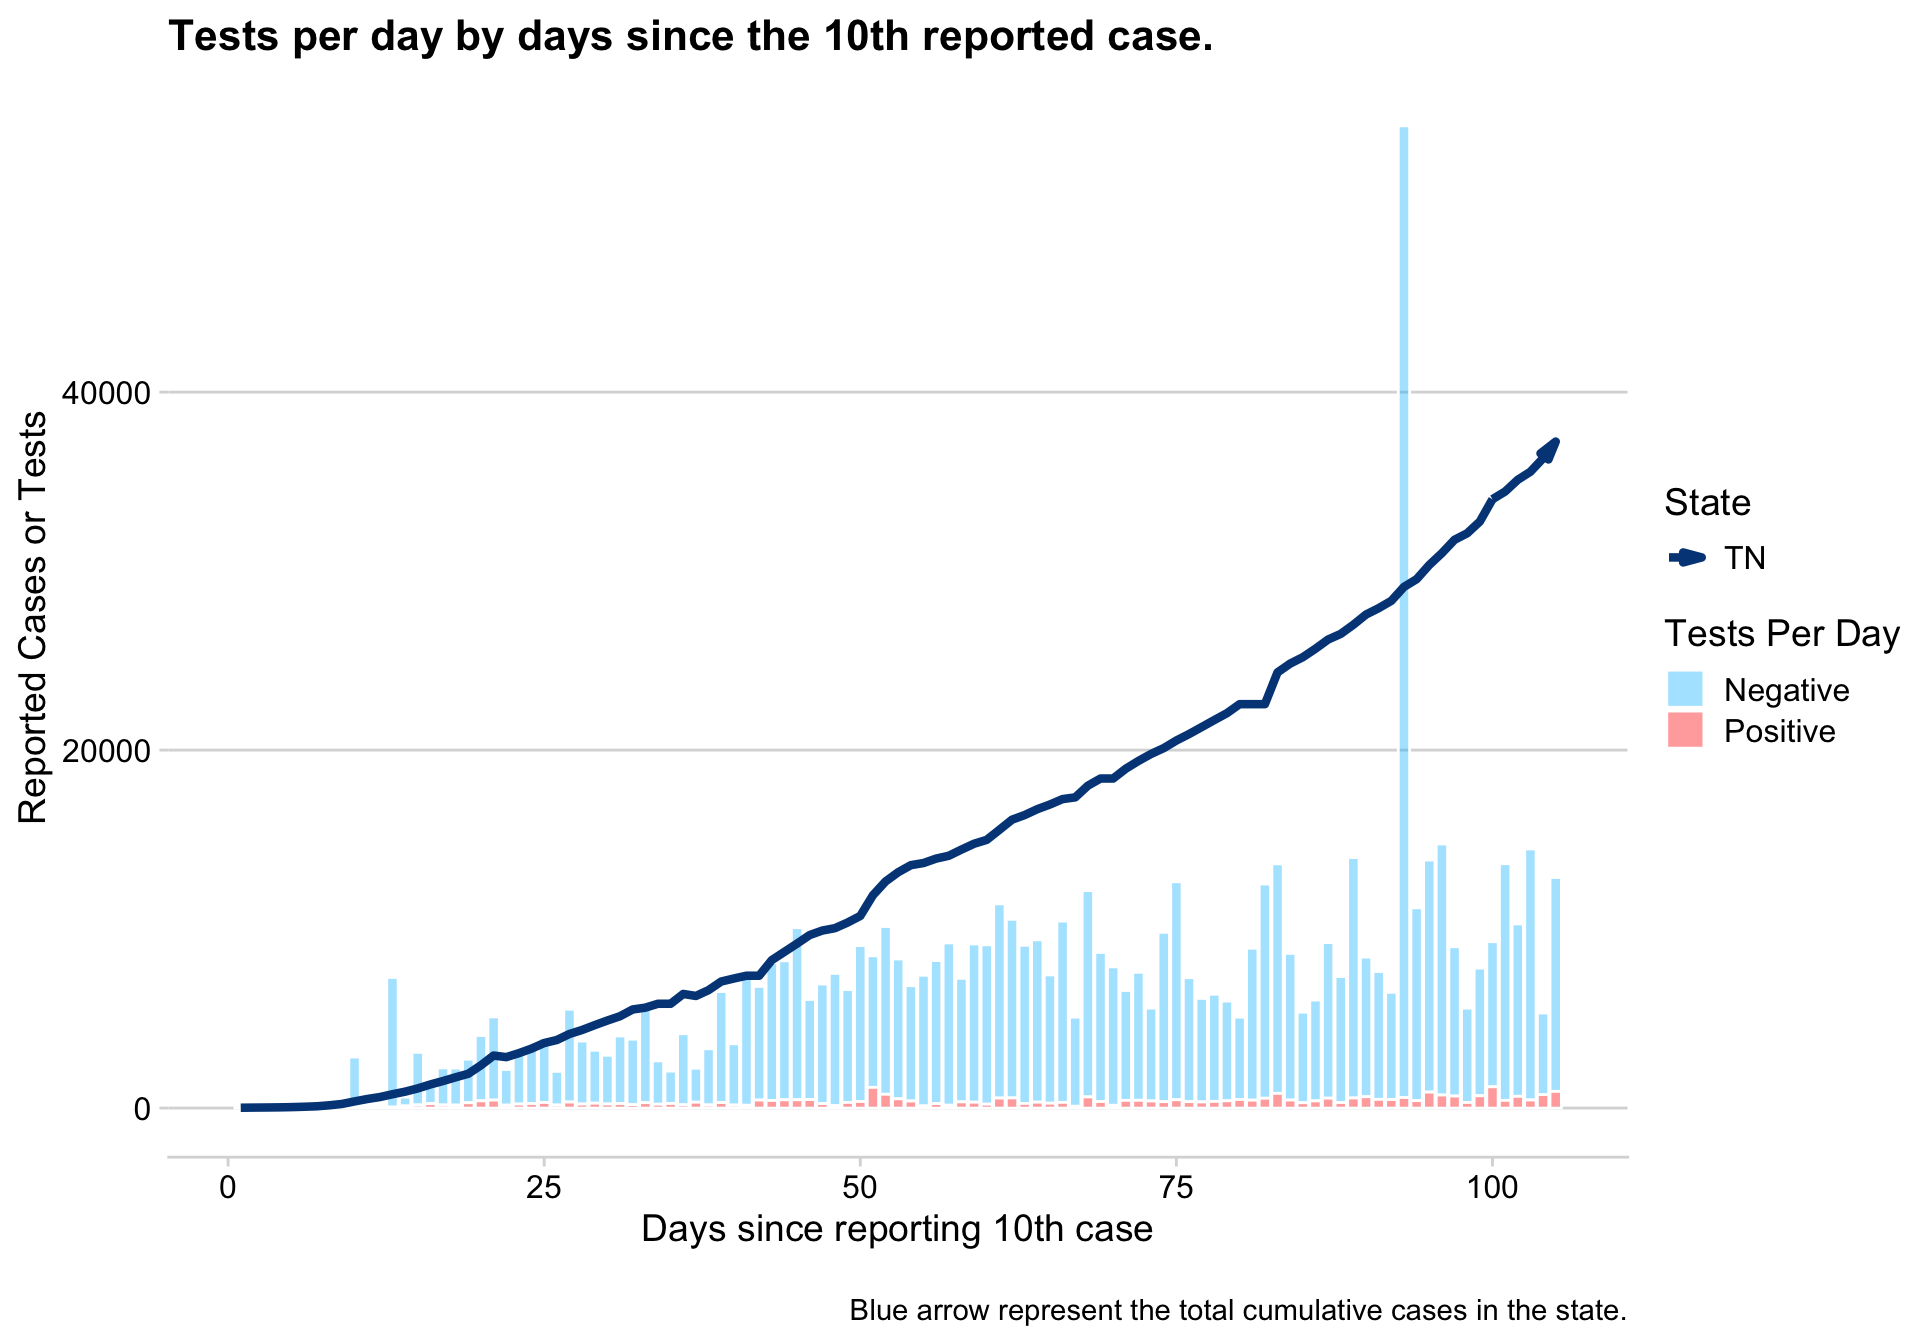 Tests per day by days since the 10th reported case.
Reported Cases or Tests
40000
20000
0
0
25
50
75
100
Days since reporting 10th case
State
TN
Tests Per Day
Negative
Positive
Blue arrow represent the total cumulative cases in the state.